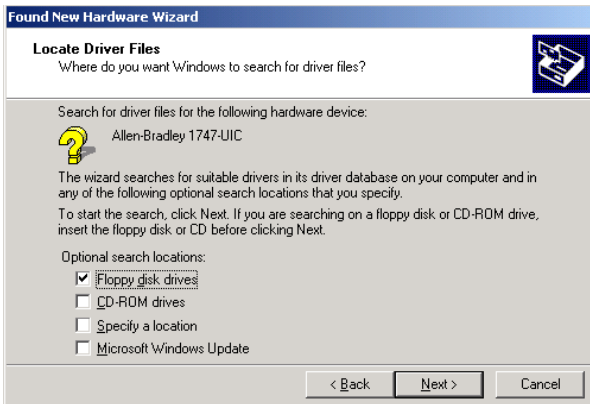 Found New Hardware Wizard
Locate Driver Files
Where do you want Windows to search for driver files?
Search for driver files for the following hardware device:
Allen-Bradley 1747-UIC
The wizard searches for suitable drivers in its driver database on your computer and in
any of the following optional search locations that you specify.
To start the search, click Next. If you are searching on a floppy disk or CD-ROM drive,
insert the floppy disk or CD before clicking Next.
Optional search locations:
Floppy disk drives
CD-ROM drives
Specify a location
Microsoft Windows Update
< Back Next > Cancel